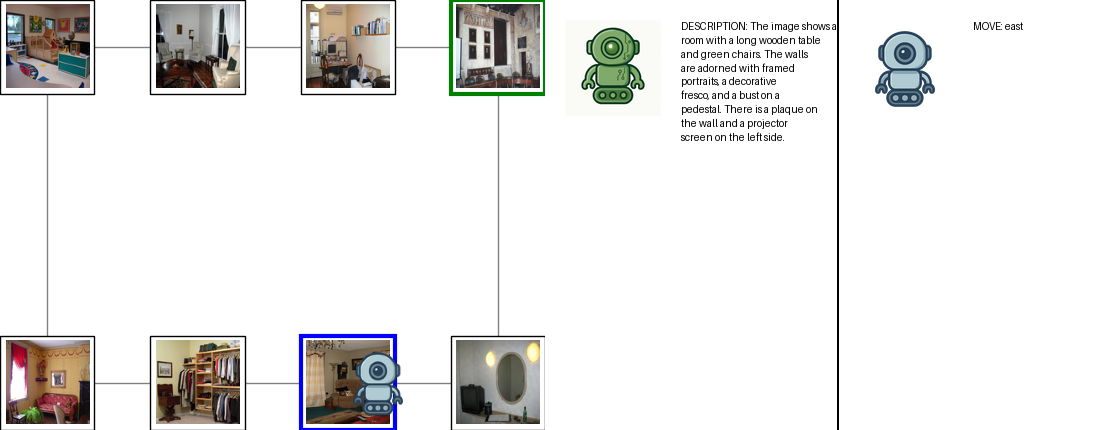 DESCRIPTION: The image shows a
room with a long wooden table
and green chairs. The walls
are adorned with framed
portraits, a decorative
fresco, and a bust on a
pedestal. There is a plaque on
the wall and a projector
screen on the left side.
MOVE: east